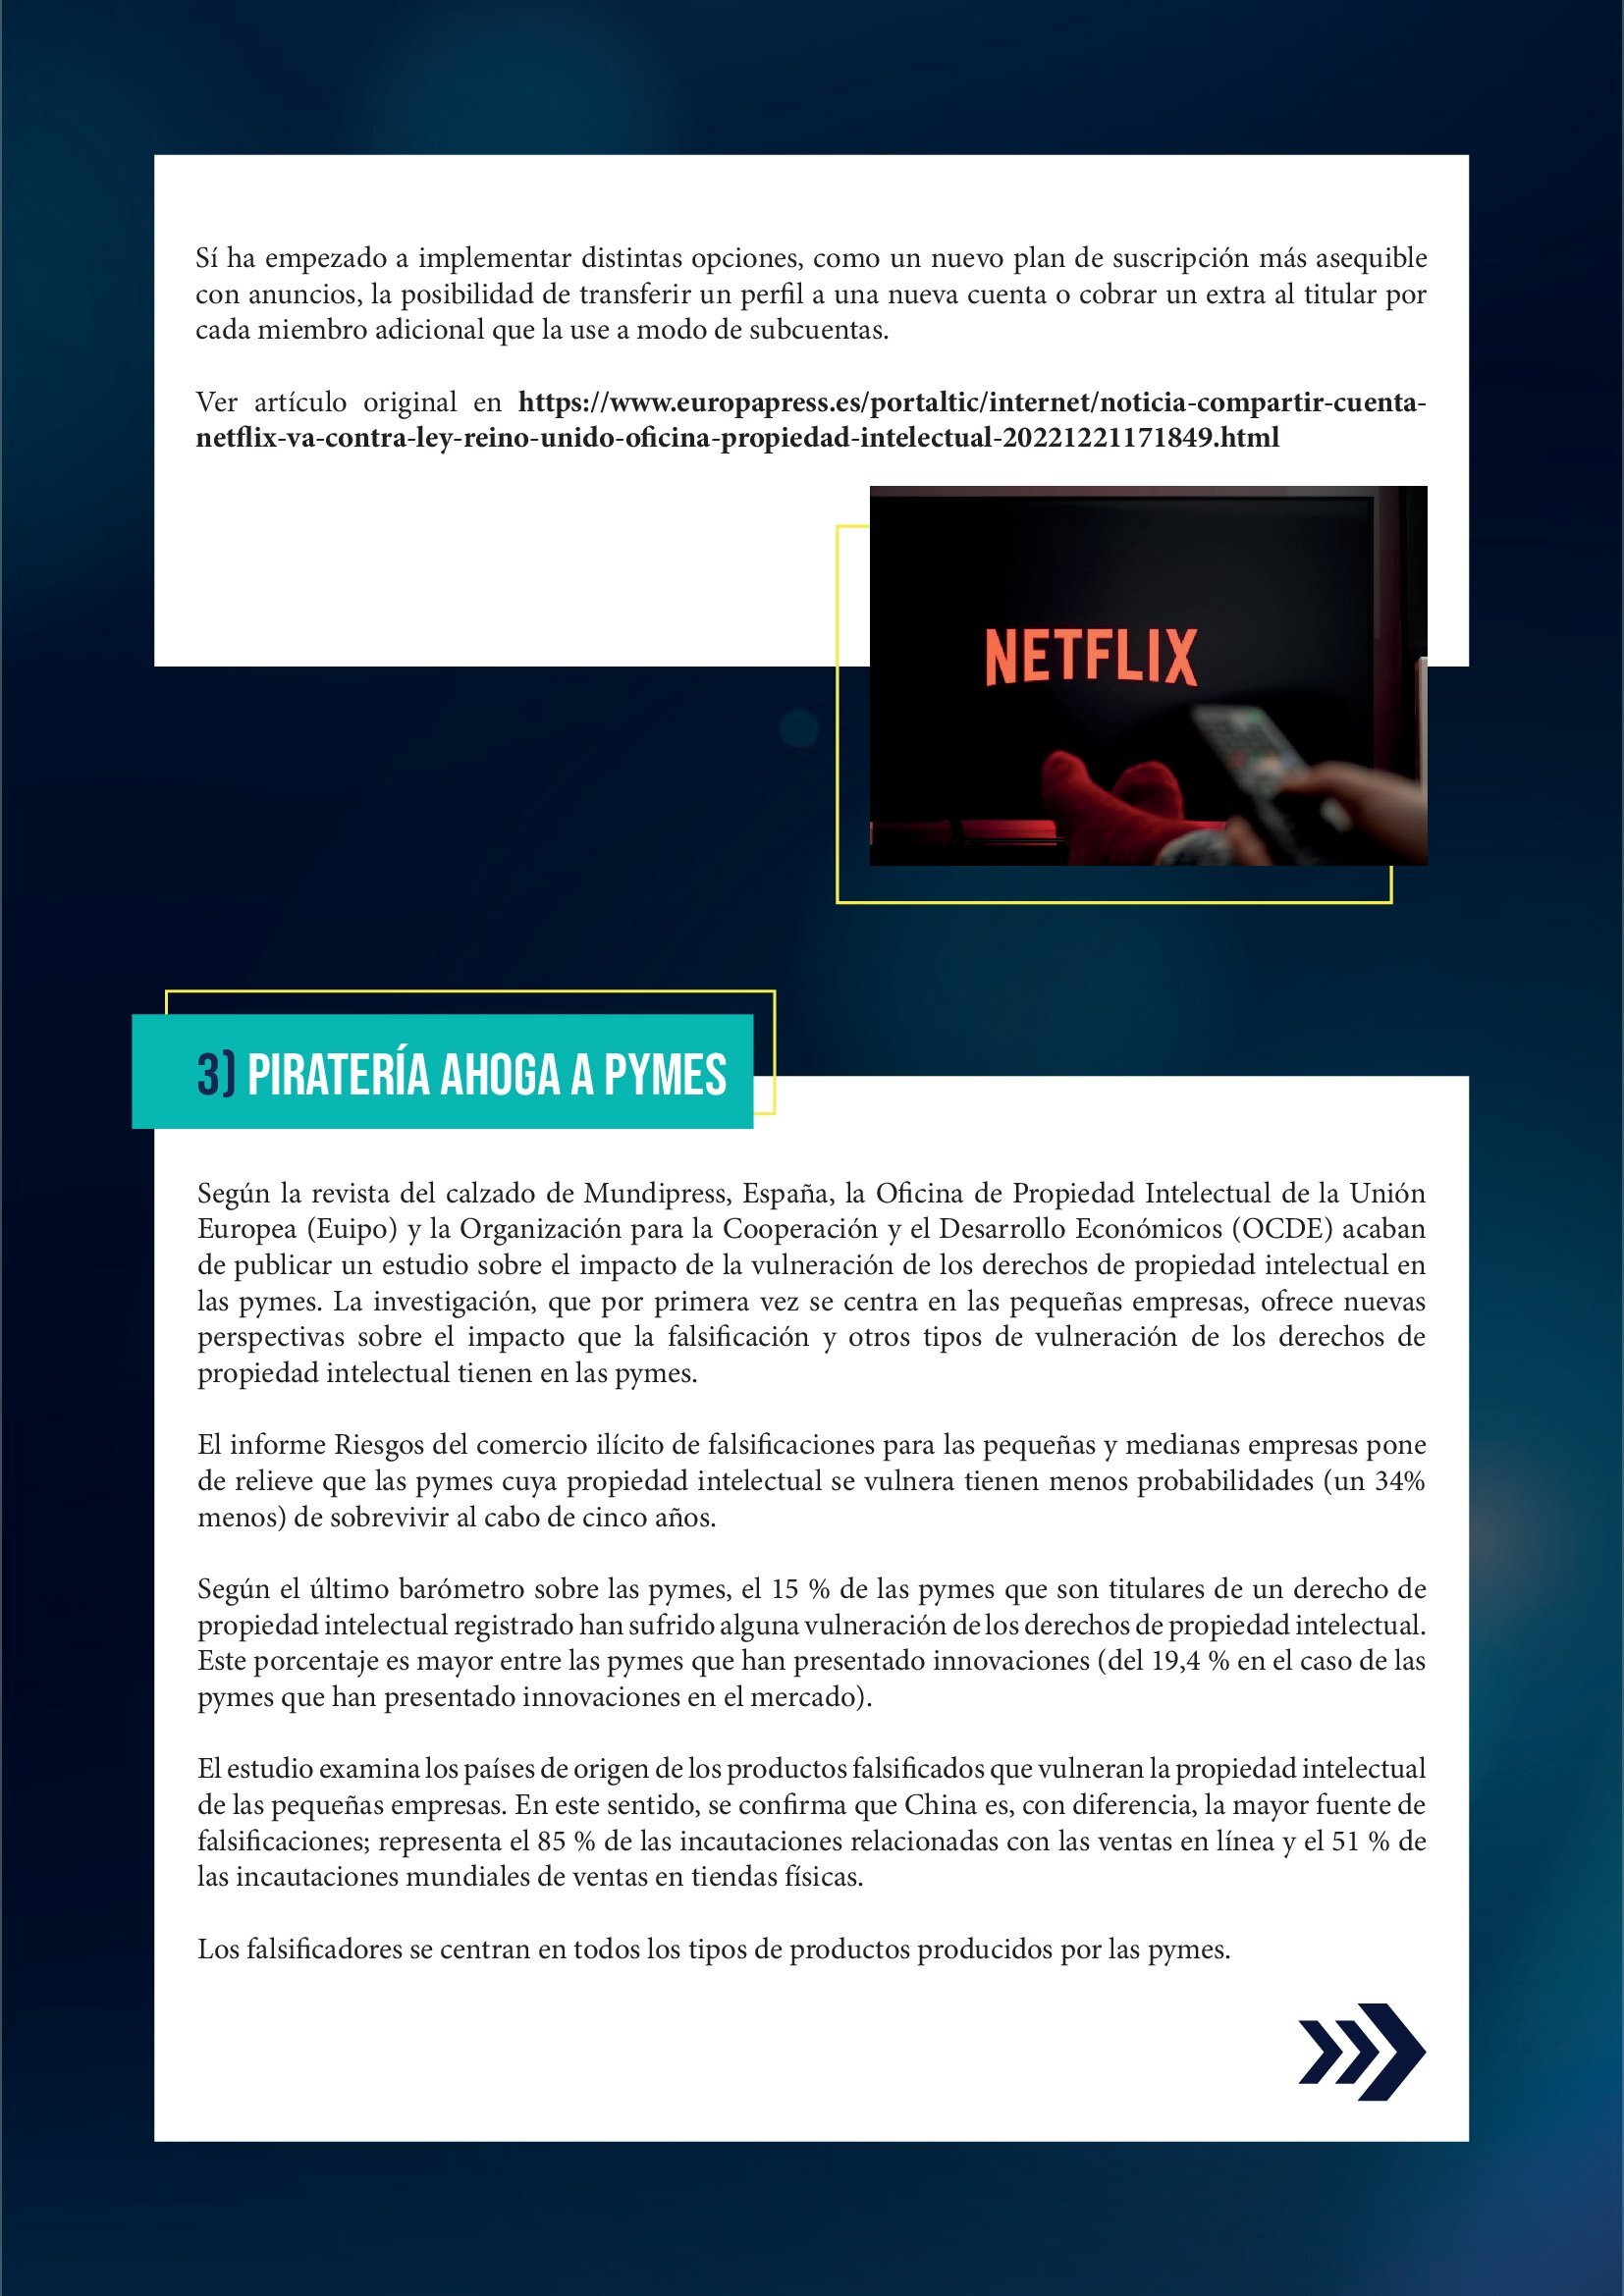 Sí ha empezado a implementar distintas opciones, como un nuevo plan de suscripción más asequible
con anuncios, la posibilidad de transferir un perfil a una nueva cuenta o cobrar un extra al titular por
cada miembro adicional que la use a modo de subcuentas.
Ver artículo original en https://www.europapress.es/portaltic/internet/noticia-compartir-cuenta-
netflix-va-contra-ley-reino-unido-oficina-propiedad-intelectual-20221221171849.html
NETFLIX
3) PIRATERÍA AHOGA A PYMES
Según la revista del calzado de Mundipress, España, la Oficina de Propiedad Intelectual de la Unión
Europea (Euipo) y la Organización para la Cooperación y el Desarrollo Económicos (OCDE) acaban
de publicar un estudio sobre el impacto de la vulneración de los derechos de propiedad intelectual en
las pymes. La investigación, que por primera vez se centra en las pequeñas empresas, ofrece nuevas
perspectivas sobre el impacto que la falsificación y otros tipos de vulneración de los derechos de
propiedad intelectual tienen en las pymes.
El informe Riesgos del comercio ilícito de falsificaciones para las pequeñas y medianas empresas pone
de relieve que las pymes cuya propiedad intelectual se vulnera tienen menos probabilidades (un 34%
menos) de sobrevivir al cabo de cinco años.
Según el último barómetro sobre las pymes, el 15 % de las pymes que son titulares de un derecho de
propiedad intelectual registrado han sufrido alguna vulneración de los derechos de propiedad intelectual.
Este porcentaje es mayor entre las pymes que han presentado innovaciones (del 19,4 % en el caso de las
pymes que han presentado innovaciones en el mercado).
El estudio examina los países de origen de los productos falsificados que vulneran la propiedad intelectual
de las pequeñas empresas. En este sentido, se confirma que China es, con diferencia, la mayor fuente de
falsificaciones; representa el 85 % de las incautaciones relacionadas con las ventas en línea y el 51 % de
las incautaciones mundiales de ventas en tiendas físicas.
Los falsificadores se centran en todos los tipos de productos producidos por las pymes.